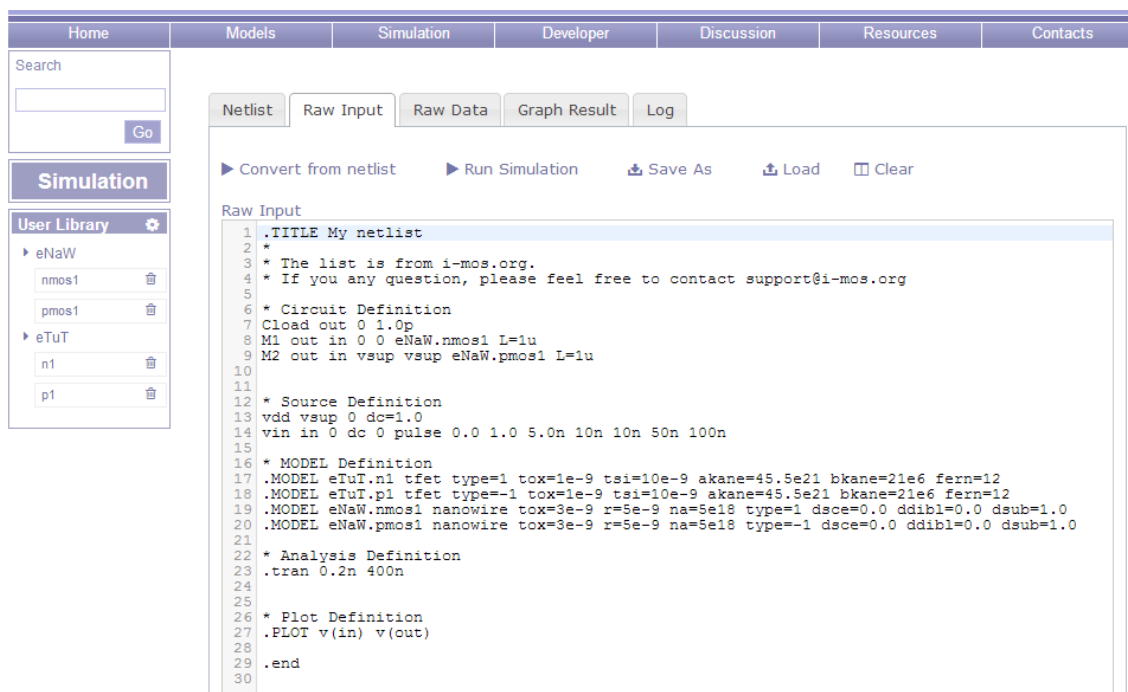 Home Models Simulation Developer Discussion Resources Contacts
Search
Go
Simulation
User Library
eNaW
nmos1
pmos1
eTuT
n1
p1
Netlist Raw Input Raw Data Graph Result Log
Convert from netlist Run Simulation Save As Load Clear
Raw Input
1 .TITLE My netlist
2 *
3 * The list is from i-mos.org.
4 * If you any question, please feel free to contact support@i-mos.org
5
6 * Circuit Definition
7 Cload out 0 1.0p
8 M1 out in 0 0 eNaW.nmos1 L=1u
9 M2 out in vsup vsup eNaW.pmos1 L=1u
10
11
12 * Source Definition
13 vdd vsup 0 dc=1.0
14 vin in 0 dc 0 pulse 0.0 1.0 5.0n 10n 10n 50n 100n
15
16 * MODEL Definition
17 .MODEL eTuT.n1 tfet type=1 tox=1e-9 tsi=10e-9 akane=45.5e21 bkane=21e6 fern=12
18 .MODEL eTuT.p1 tfet type=-1 tox=1e-9 tsi=10e-9 akane=45.5e21 bkane=21e6 fern=12
19 .MODEL eNaW.nmos1 nanowire tox=3e-9 r=5e-9 na=5e18 type=1 dsce=0.0 ddibl=0.0 dsub=1.0
20 .MODEL eNaW.pmos1 nanowire tox=3e-9 r=5e-9 na=5e18 type=-1 dsce=0.0 ddibl=0.0 dsub=1.0
21
22 * Analysis Definition
23 .tran 0.2n 400n
24
25
26 * Plot Definition
27 .PLOT v(in) v(out)
28
29 .end
30